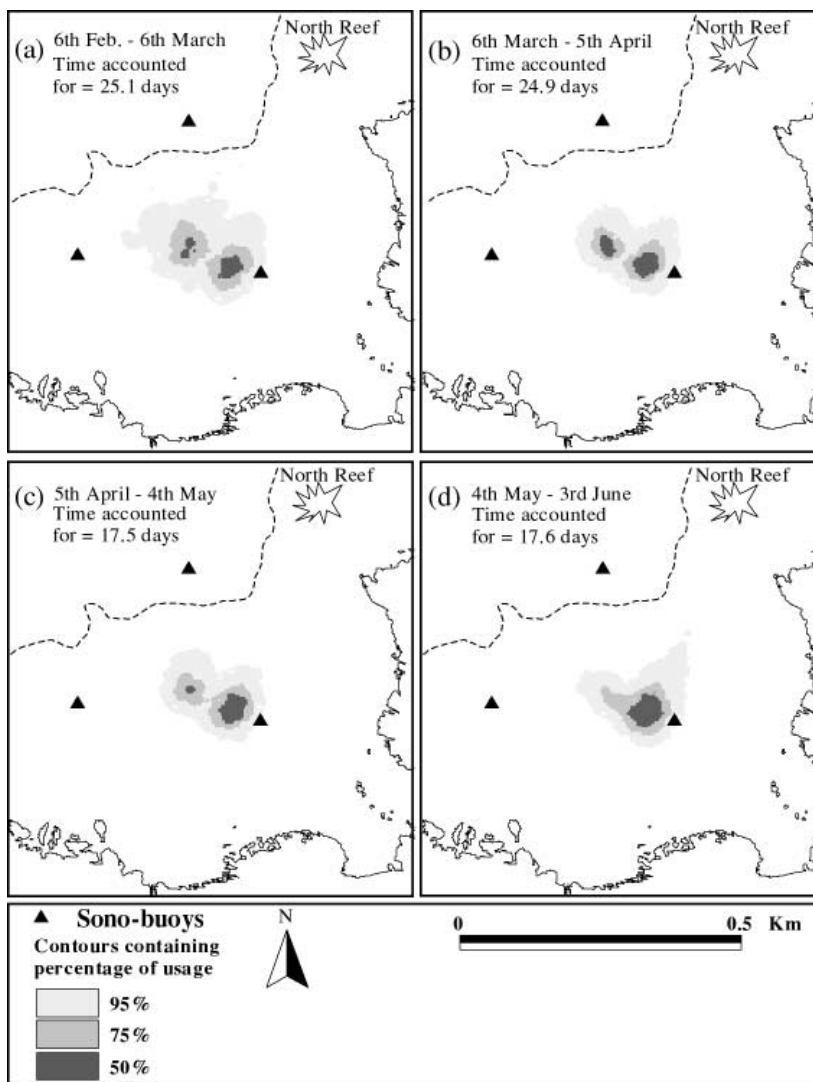 North Reef
(a) 6th Feb. - 6th March
Time accounted
for = 25.1 days
North Reef
(b) 6th March - 5th April
Time accounted
for = 24.9 days
North Reef
(c) 5th April - 4th May
Time accounted
for = 17.5 days
North Reef
(d) 4th May - 3rd June
Time accounted
for = 17.6 days
Sono-buoys
Contours containing
percentage of usage
95%
75%
50%
N
0 0.5 Km